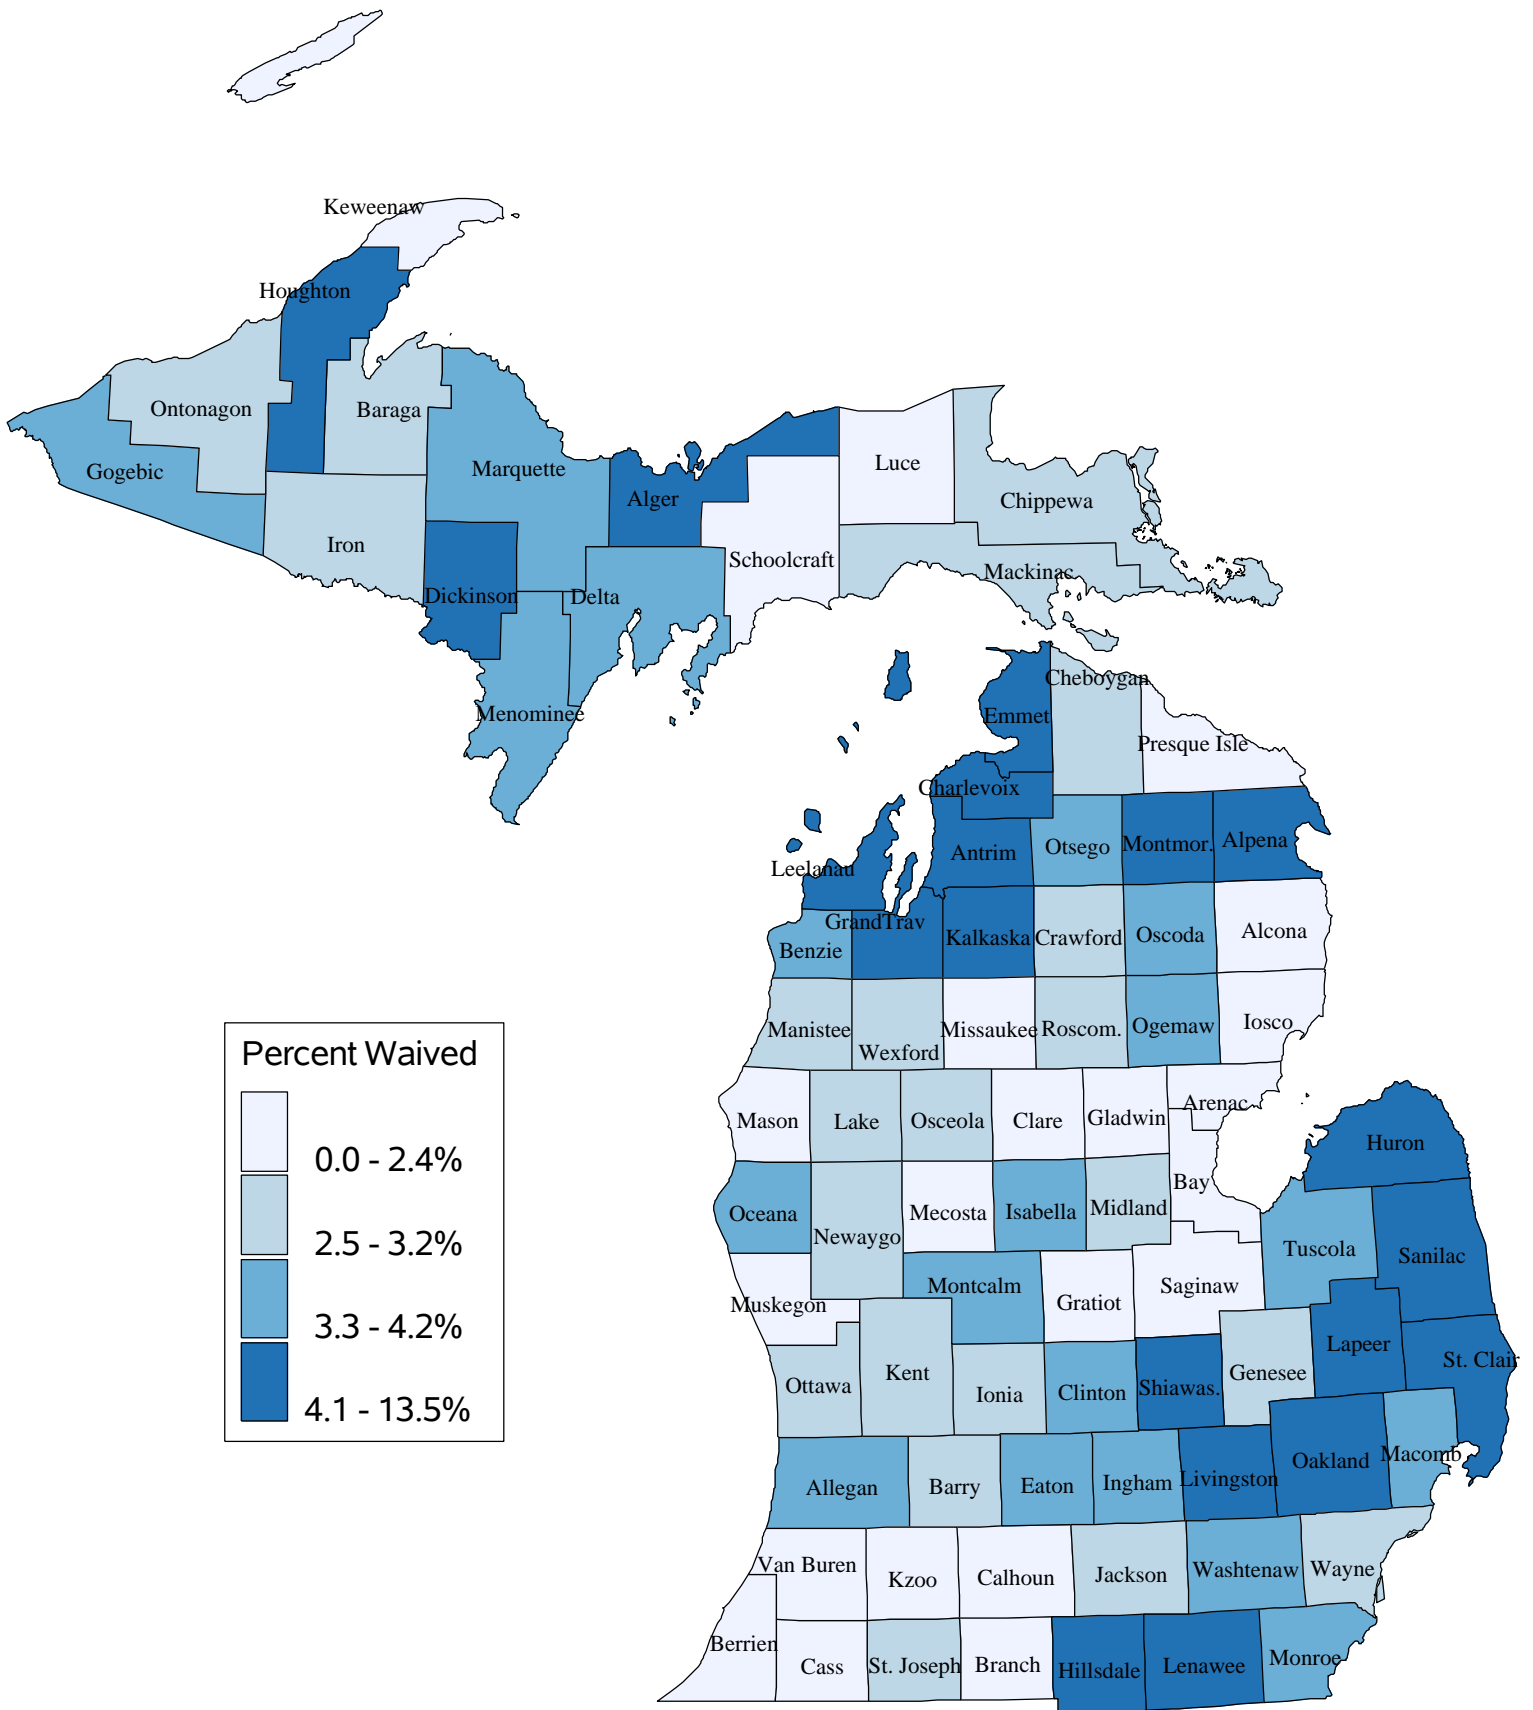 Keweenaw
Houghton
Ontonagon
Baraga
Gogebic
Marquette
Alger
Luce
Chippewa
Iron
Schoolcraft
Mackinac
Dickinson
Delta
Menominee
Cheboygan
Emmet
Presque Isle
Charlevoix
Antrim
Otsego
Montmor.
Alpena
Leelanau
GrandTrav
Benzie
Kalkaska
Crawford
Oscoda
Alcona
Manistee
Wexford
Missaukee
Roscom.
Ogemaw
Iosco
Percent Waived
0.0 - 2.4%
2.5 - 3.2%
3.3 - 4.2%
4.1 - 13.5%
Mason
Lake
Osceola
Clare
Gladwin
Arenac
Huron
Oceana
Newaygo
Mecosta
Isabella
Midland
Bay
Tuscola
Sanilac
Muskegon
Montcalm
Gratiot
Saginaw
Lapeer
St. Clair
Ottawa
Kent
Ionia
Clinton
Shiawas.
Genesee
Allegan
Barry
Eaton
Ingham
Livingston
Oakland
Macomb
Van Buren
Kzoo
Calhoun
Jackson
Washtenaw
Wayne
Berrien
Cass
St. Joseph
Branch
Hillsdale
Lenawee
Monroe